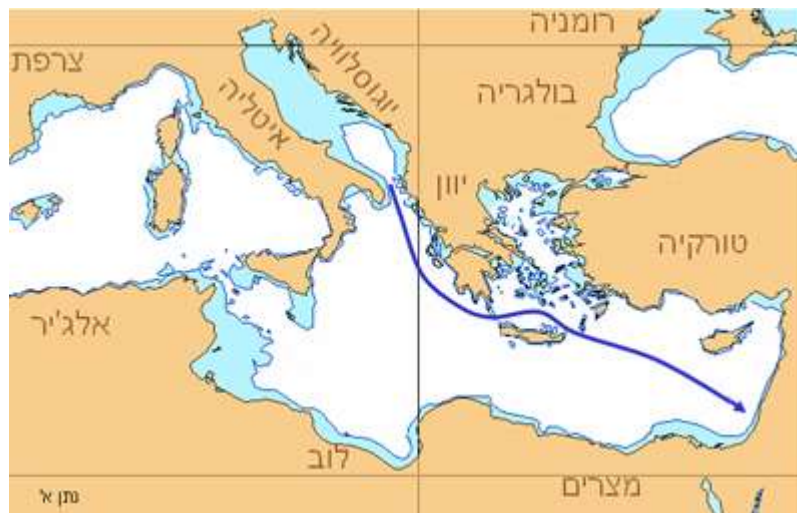 רומניה
צרפת
יוגוסלוויה
איטליה
בולגריה
יוון
טורקיה
אלג'יר
לוב
מצרים
נתן א'